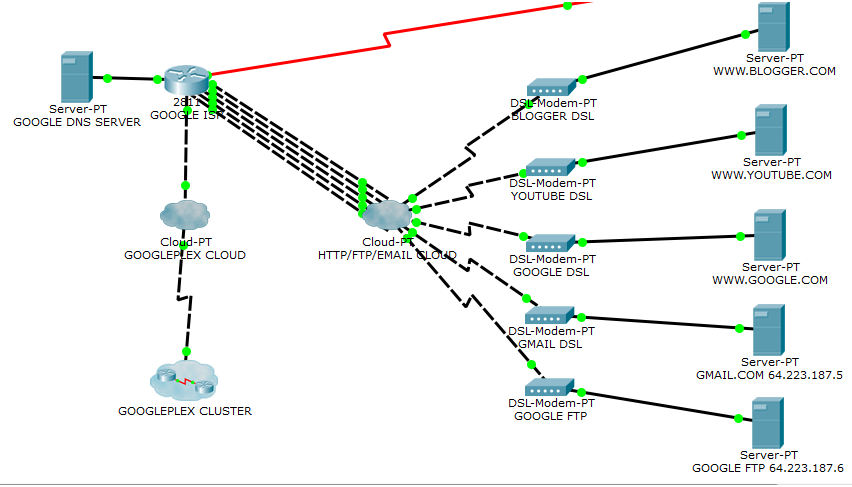 Server-PT
WWW.BLOGGER.COM
DSL-Modem-PT
BLOGGER DSL
2811
GOOGLE ISP
Server-PT
GOOGLE DNS SERVER
Server-PT
WWW.YOUTUBE.COM
DSL-Modem-PT
YOUTUBE DSL
Cloud-PT
GOOGLEPLEX CLOUD
Cloud-PT
HTTP/FTP/EMAIL CLOUD
DSL-Modem-PT
GOOGLE DSL
Server-PT
WWW.GOOGLE.COM
DSL-Modem-PT
GMAIL DSL
Server-PT
GMAIL.COM 64.223.187.5
GOOGLEPLEX CLUSTER
DSL-Modem-PT
GOOGLE FTP
Server-PT
GOOGLE FTP 64.223.187.6